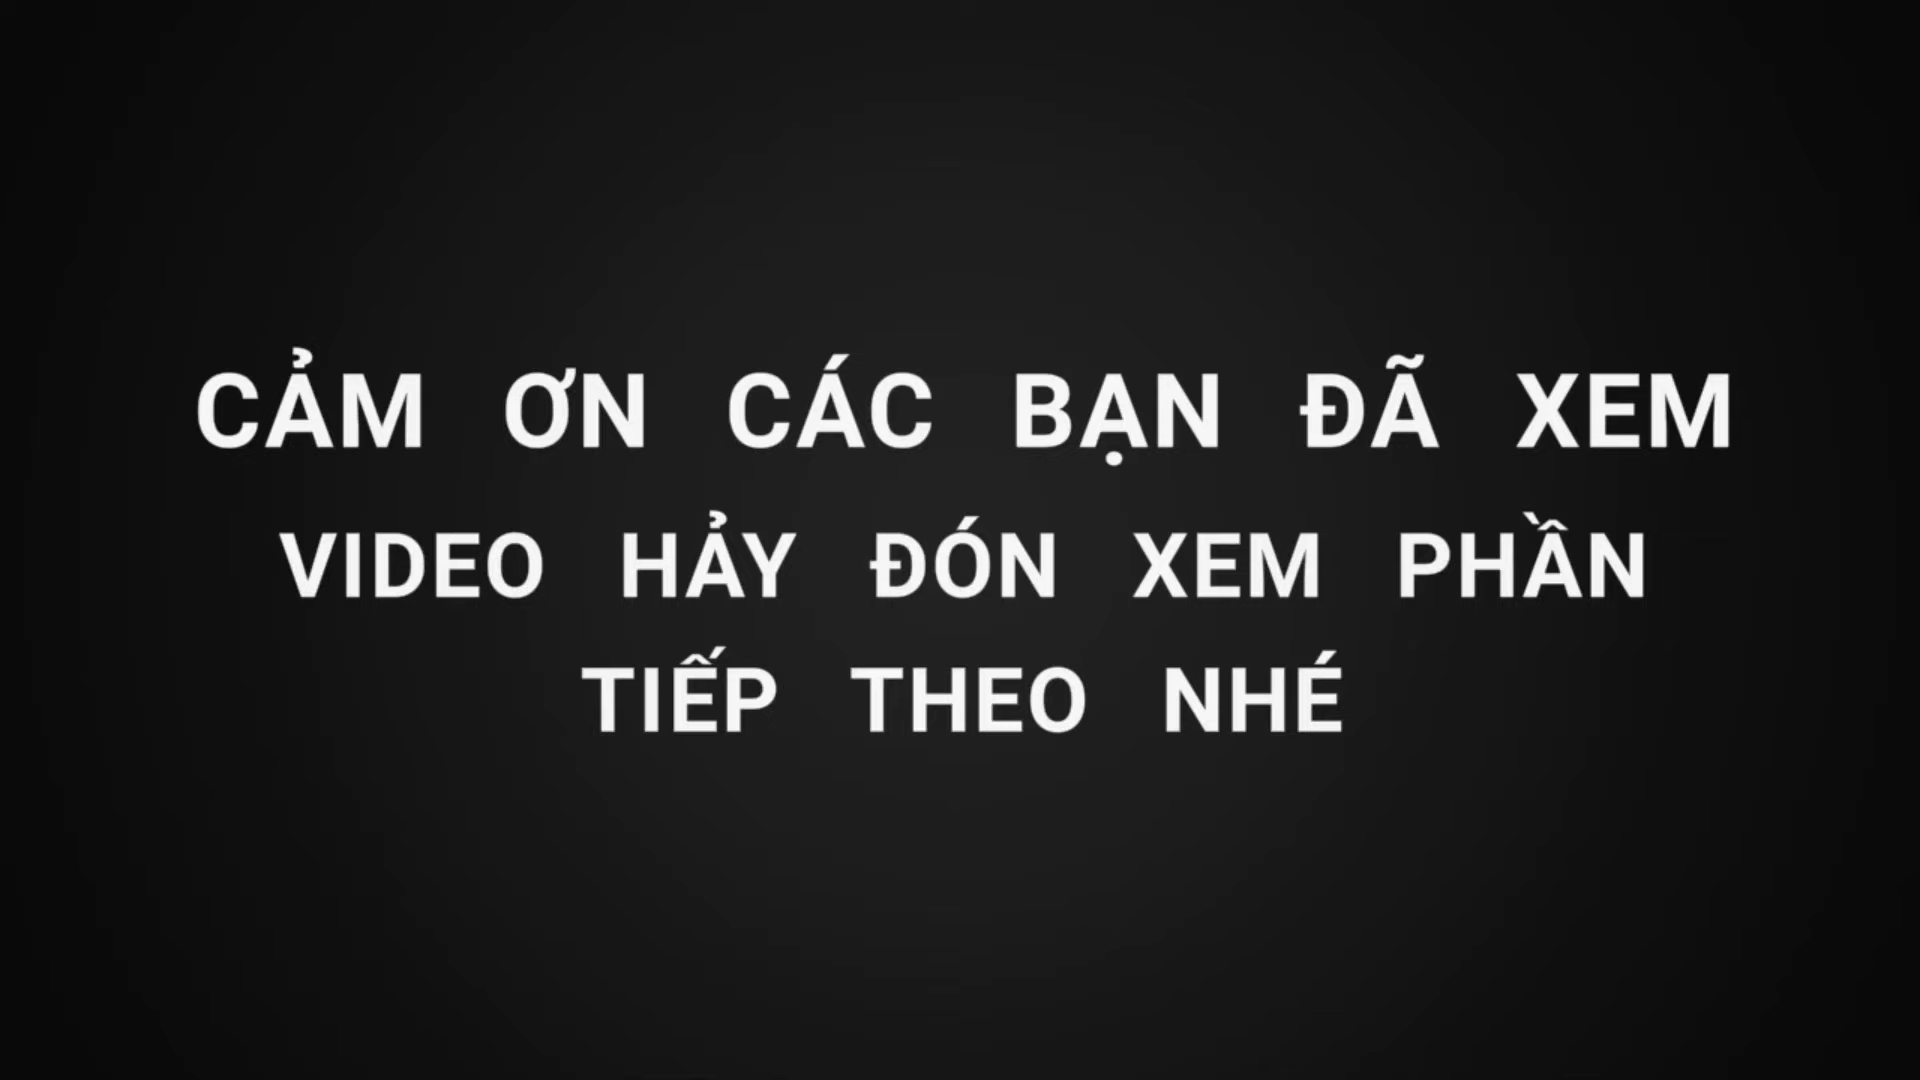 CẢM ƠN CÁC BẠN ĐÃ XEM
VIDEO HẢY ĐÓN XEM PHẦN
TIẾP THEO NHÉ